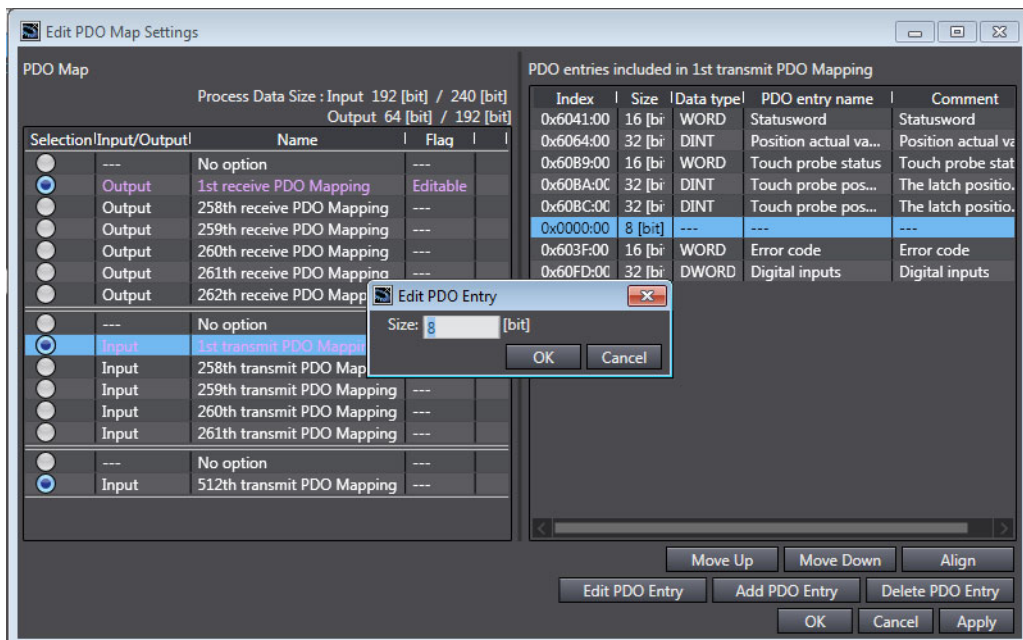 Edit PDO Map Settings
PDO Map
Process Data Size : Input 192 [bit] / 240 [bit]
Output 64 [bit] / 192 [bit]
Selection Input/Output Name Flag
--- No option ---
Output 1st receive PDO Mapping Editable
Output 258th receive PDO Mapping ---
Output 259th receive PDO Mapping ---
Output 260th receive PDO Mapping ---
Output 261th receive PDO Mapping ---
Output 262th receive PDO Mapp
--- No option
Input 1st transmit PDO Mappi
Input 258th transmit PDO Map
Input 259th transmit PDO Mapping ---
Input 260th transmit PDO Mapping ---
Input 261th transmit PDO Mapping ---
--- No option ---
Input 512th transmit PDO Mapping ---
PDO entries included in 1st transmit PDO Mapping
Index Size Data type PDO entry name Comment
0x6041:00 16 [bi WORD Statusword Statusword
0x6064:00 32 [bi DINT Position actual va... Position actual va
0x60B9:00 16 [bi WORD Touch probe status Touch probe stat
0x60BA:0C 32 [bi DINT Touch probe pos... The latch positio.
0x60BC:0C 32 [bi DINT Touch probe pos... The latch positio.
0x0000:00 8 [bit] --- --- ---
0x603F:00 16 [bi WORD Error code Error code
0x60FD:0C 32 [bi DWORD Digital inputs Digital inputs
Edit PDO Entry
Size: 8 [bit]
OK Cancel
Move Up Move Down Align
Edit PDO Entry Add PDO Entry Delete PDO Entry
OK Cancel Apply